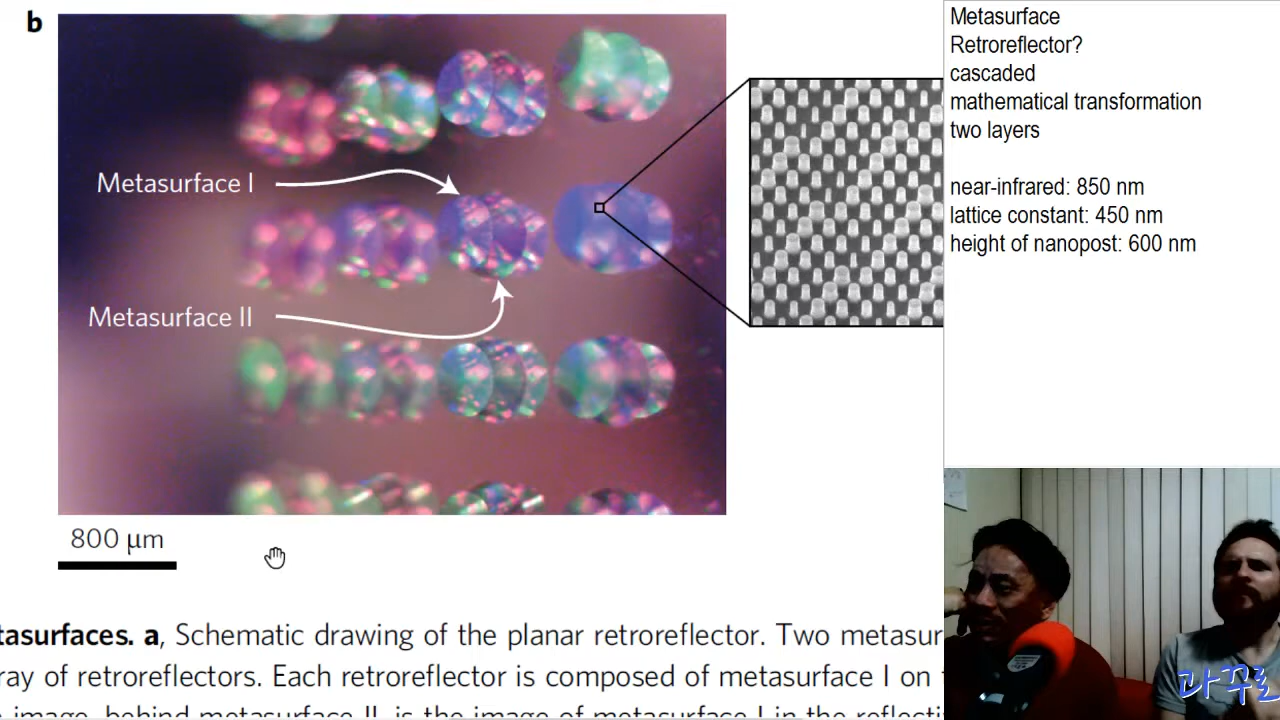 b
Metasurface I
Metasurface II
800 µm
tasurfaces. a, Schematic drawing of the planar retroreflector. Two metasur
ray of retroreflectors. Each retroreflector is composed of metasurface I on
image, behind metasurface II, is the image of metasurface I in the reflecti
Metasurface
Retroreflector?
cascaded
mathematical transformation
two layers
near-infrared: 850 nm
lattice constant: 450 nm
height of nanopost: 600 nm
과꾸로